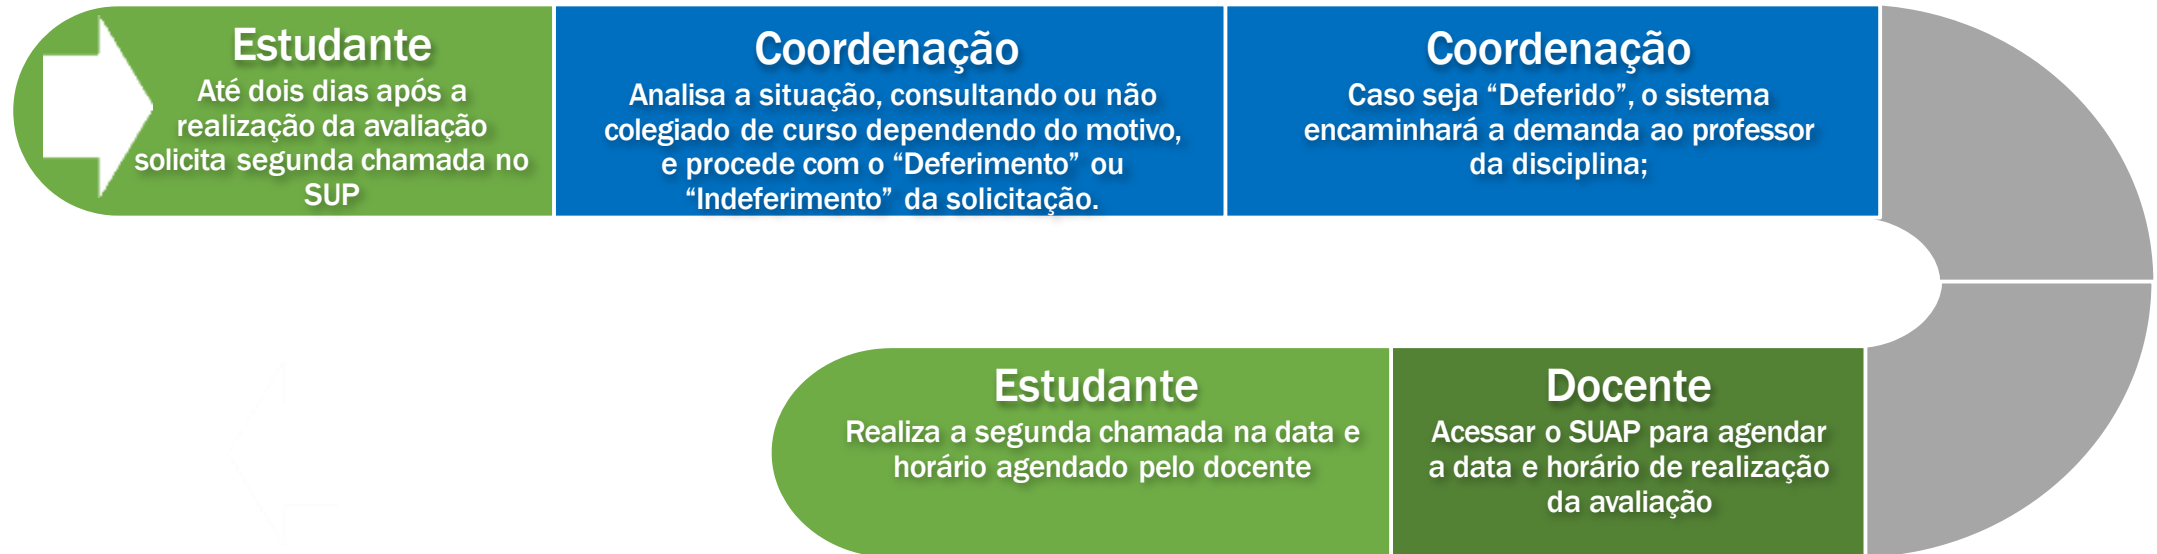 Estudante
Até dois dias após a
realização da avaliação
solicita segunda chamada no
SUP
Coordenação
Analisa a situação, consultando ou não
colegiado de curso dependendo do motivo,
e procede com o “Deferimento” ou
“Indeferimento” da solicitação.
Coordenação
Caso seja “Deferido”, o sistema
encaminhará a demanda ao professor
da disciplina;
Docente
Acessar o SUAP para agendar
a data e horário de realização
da avaliação
Estudante
Realiza a segunda chamada na data e
horário agendado pelo docente